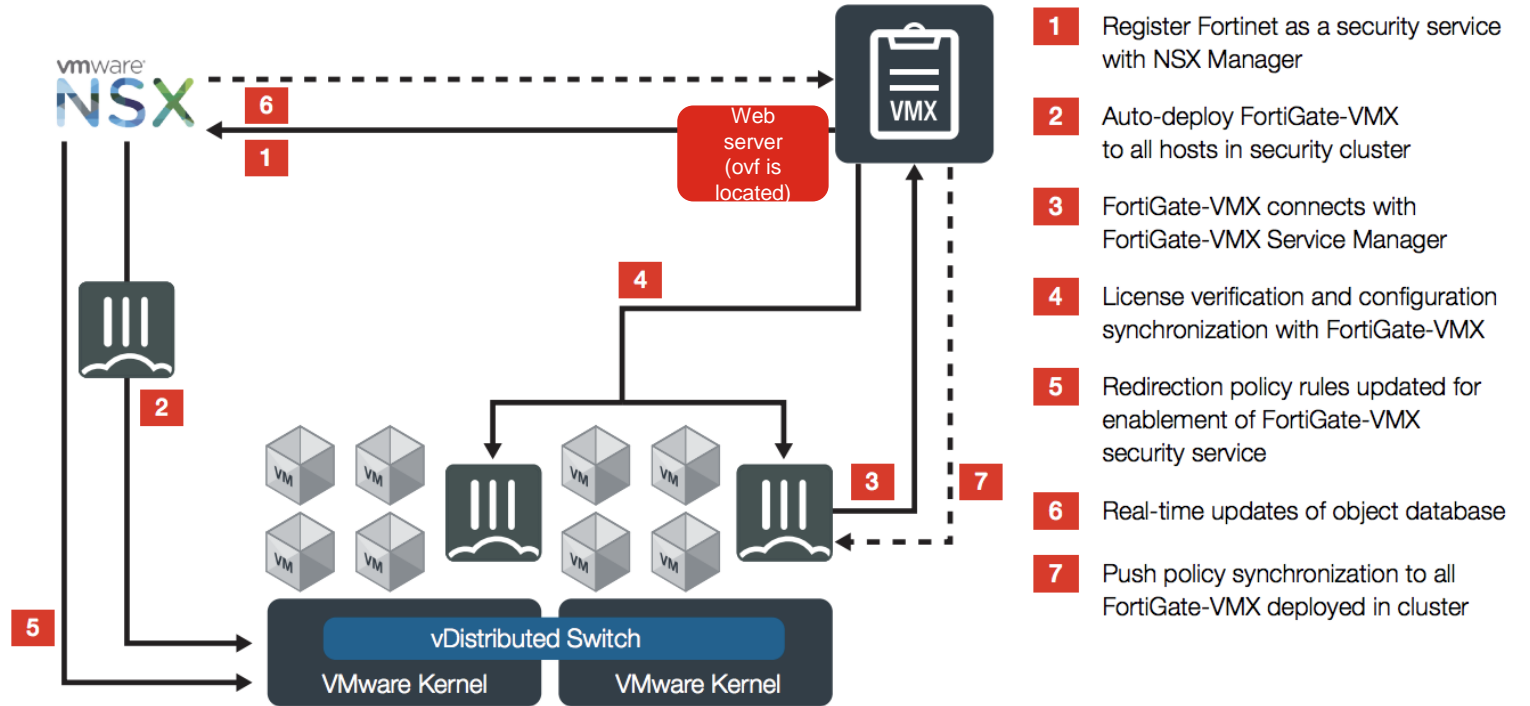 vmware
NSX
6
1
Web
server
(ovf is
located)
VMX
4
2
3
7
5
VM
VM
VM
VM
VM
VM
VM
VM
vDistributed Switch
VMware Kernel
VMware Kernel
1 Register Fortinet as a security service
with NSX Manager
2 Auto-deploy FortiGate-VMX
to all hosts in security cluster
3 FortiGate-VMX connects with
FortiGate-VMX Service Manager
4 License verification and configuration
synchronization with FortiGate-VMX
5 Redirection policy rules updated for
enablement of FortiGate-VMX
security service
6 Real-time updates of object database
7 Push policy synchronization to all
FortiGate-VMX deployed in cluster